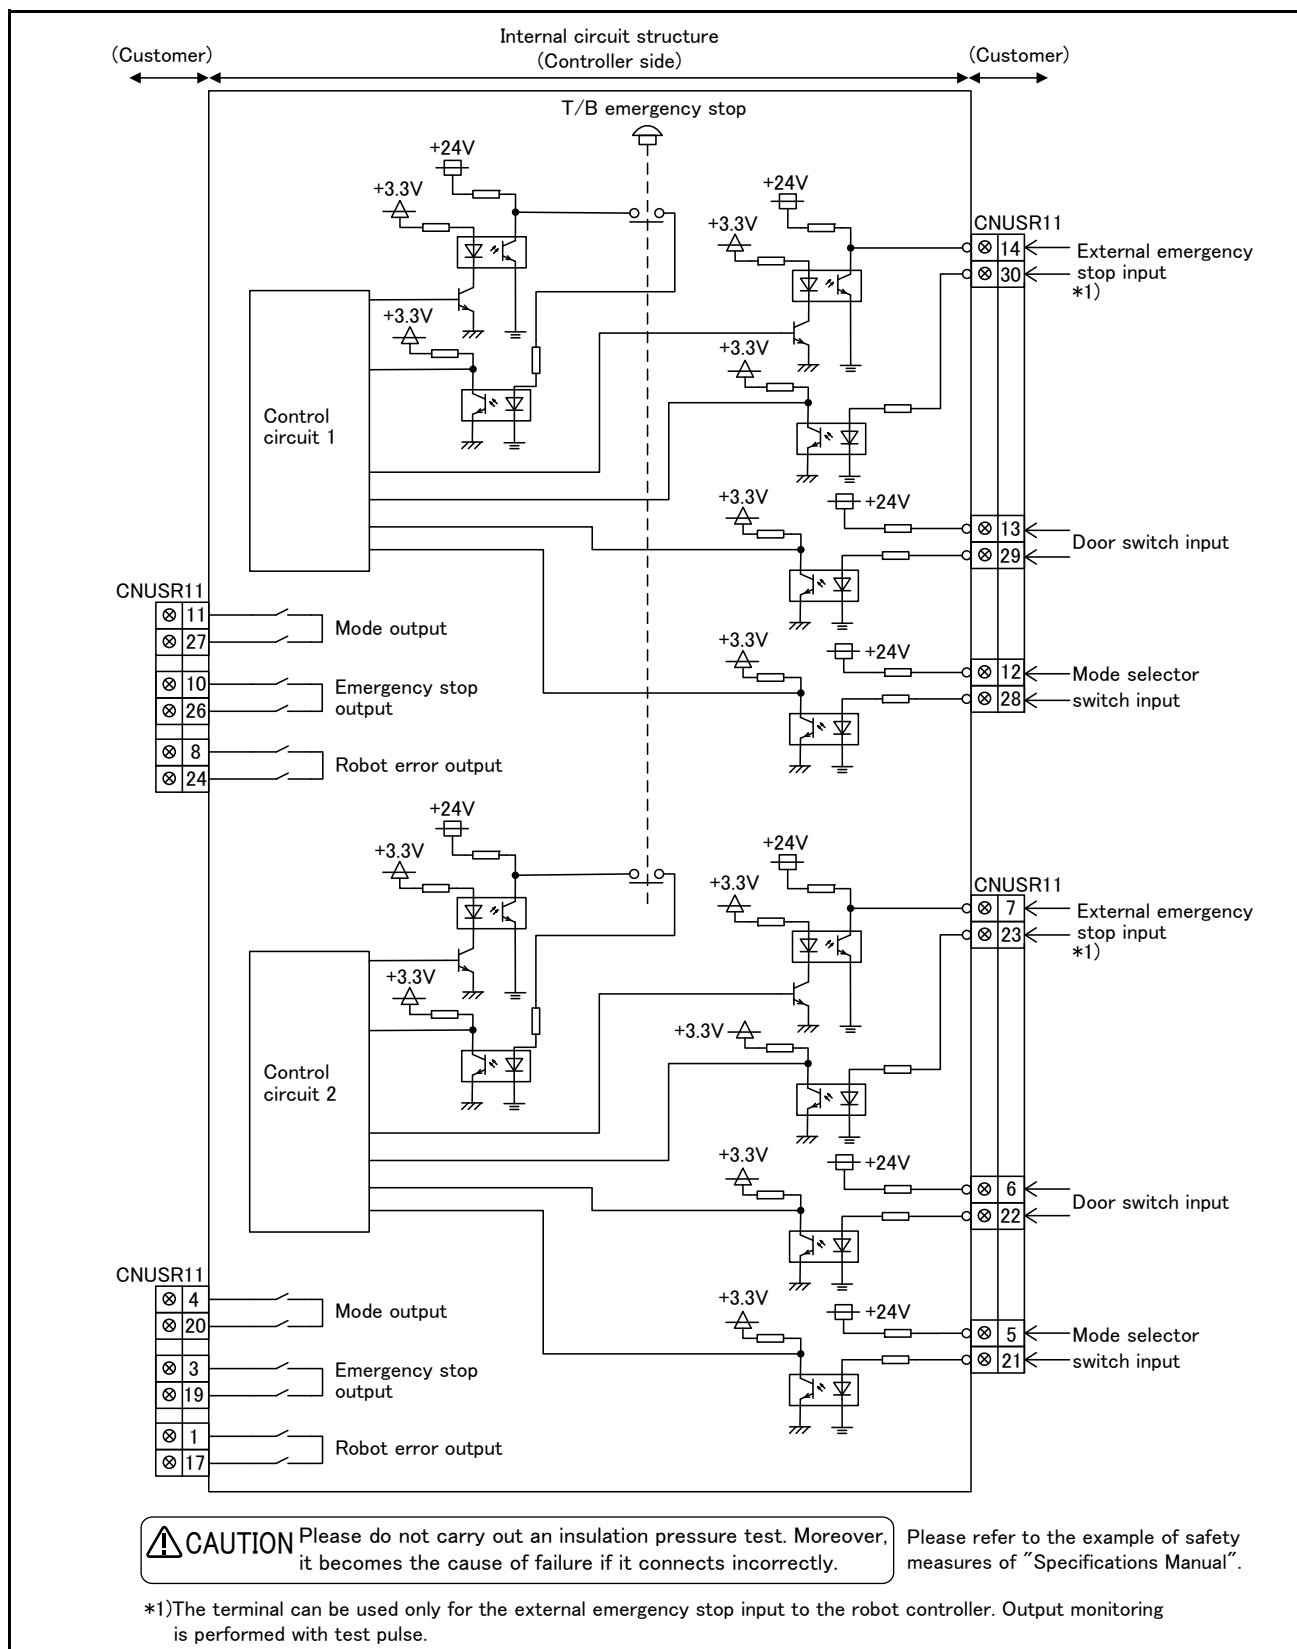 Internal circuit structure
(Customer)
(Controller side)
(Customer)
T/B emergency stop
+24V
+3.3V
+24V
+3.3V
CNUSR11
14
External emergency
30
stop input
*1)
+3.3V
+3.3V
Control
circuit 1
+3.3V
+24V
13
Door switch input
29
CNUSR11
11
Mode output
27
+3.3V
+24V
12
Mode selector
28
switch input
10
Emergency stop
26
output
8
Robot error output
24
+24V
+3.3V
+24V
+3.3V
CNUSR11
7
External emergency
23
stop input
*1)
+3.3V
+3.3V
Control
circuit 2
+3.3V
+24V
6
Door switch input
22
CNUSR11
4
Mode output
20
+3.3V
+24V
5
Mode selector
21
switch input
3
Emergency stop
19
output
1
Robot error output
17
CAUTION Please do not carry out an insulation pressure test. Moreover,
it becomes the cause of failure if it connects incorrectly.
Please refer to the example of safety
measures of "Specifications Manual".
*1)The terminal can be used only for the external emergency stop input to the robot controller. Output monitoring
is performed with test pulse.